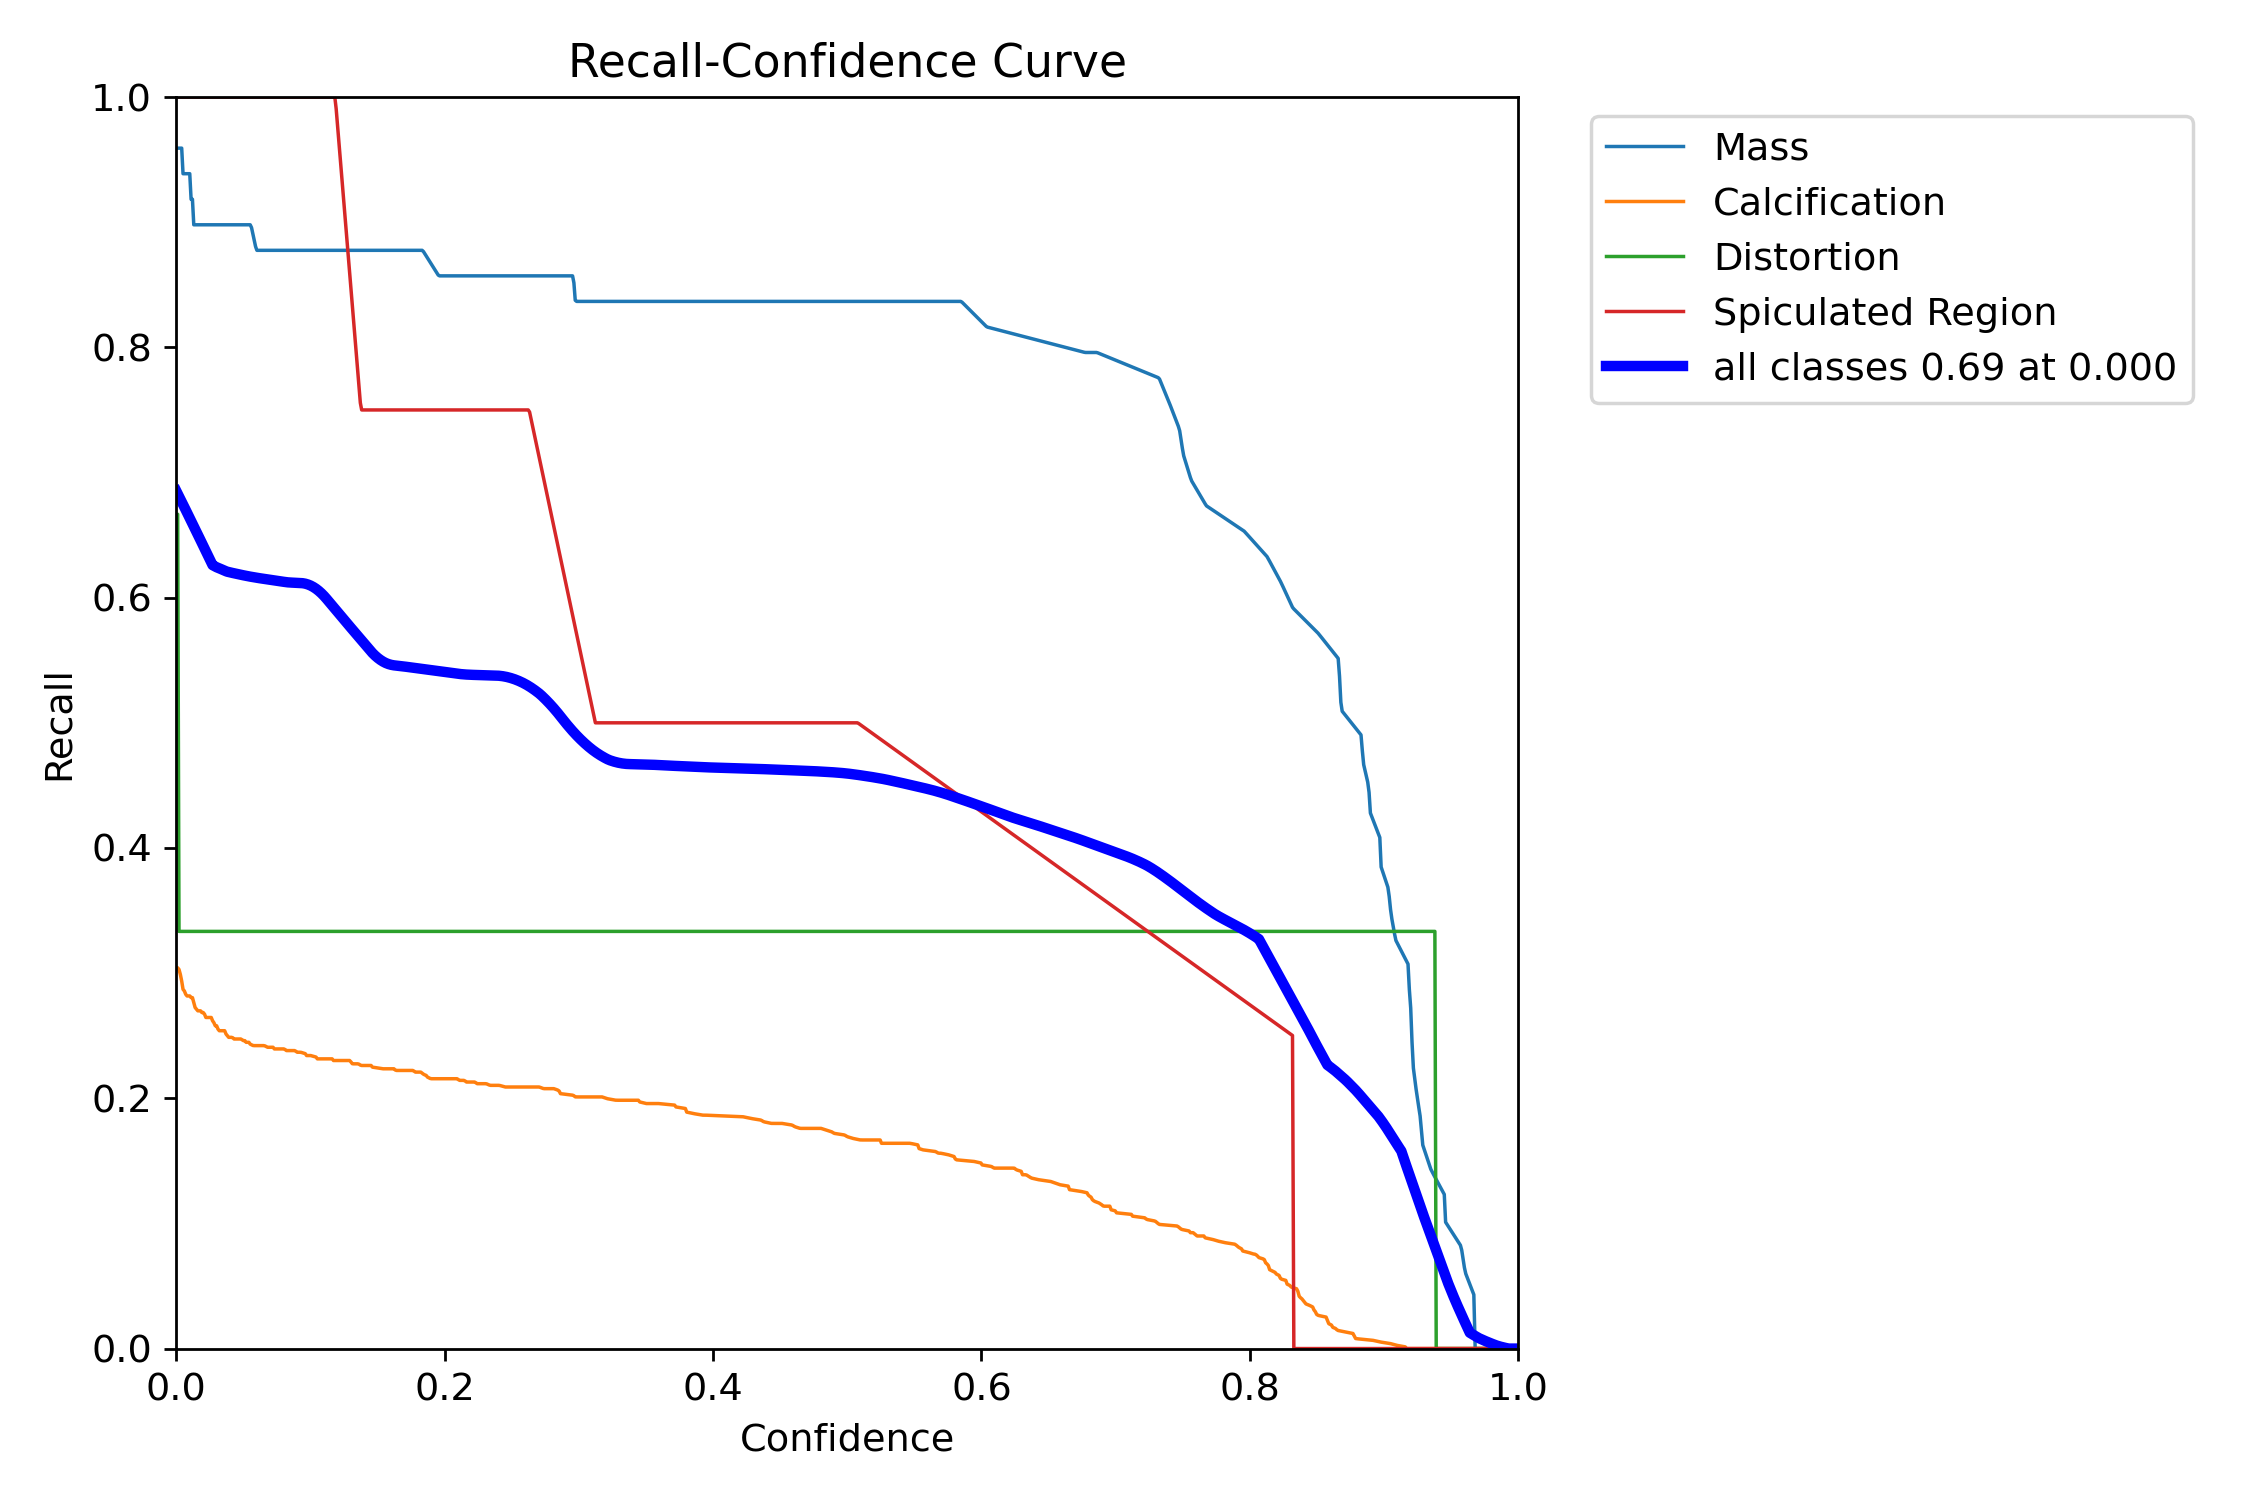 Recall-Confidence Curve
1.0
0.8
0.6
0.4
0.2
0.0
Recall
0.0 0.2 0.4 0.6 0.8 1.0
Confidence
Mass
Calcification
Distortion
Spiculated Region
all classes 0.69 at 0.000